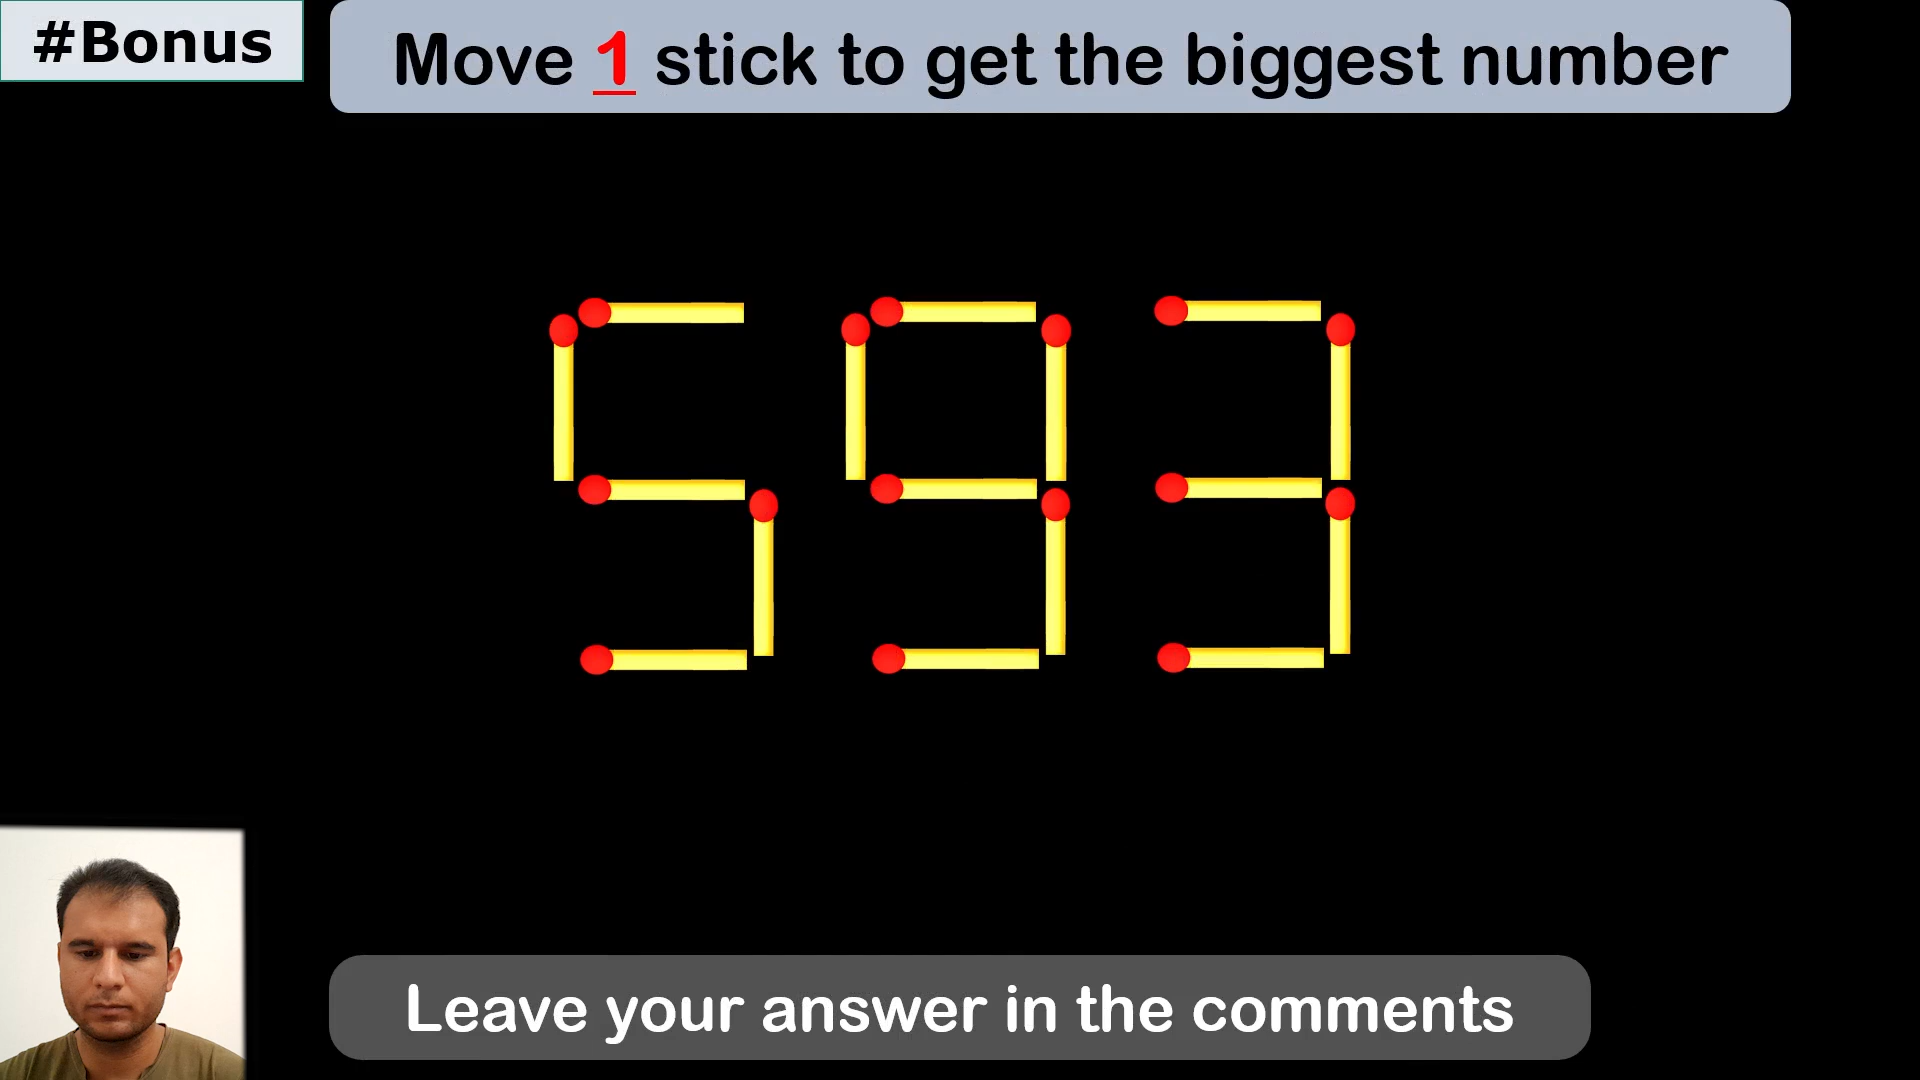 #Bonus
Move 1 stick to get the biggest number
593
Leave your answer in the comments